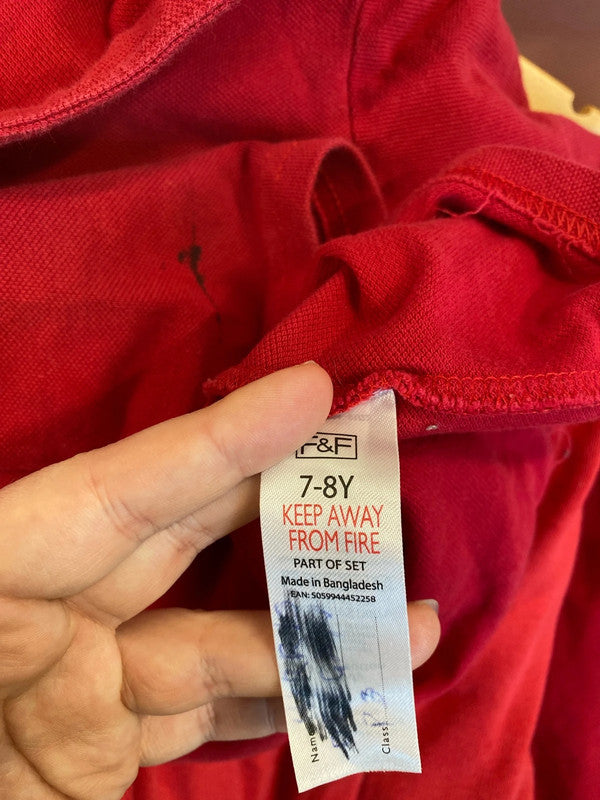 F&F
7-8Y
KEEP AWAY
FROM FIRE
PART OF SET
Made in Bangladesh
EAN: 5059944452258
Name
Class